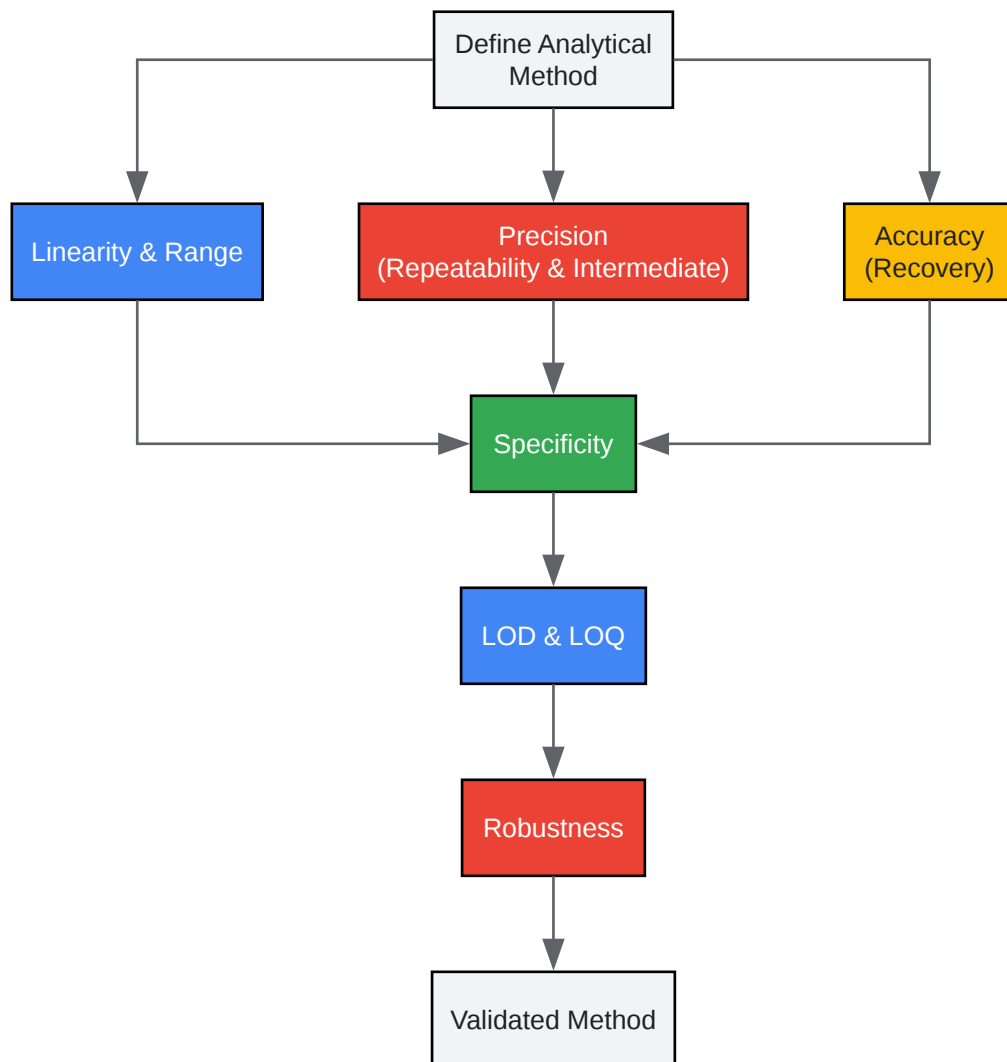 Define Analytical
Method
Linearity & Range
Precision
(Repeatability & Intermediate)
Accuracy
(Recovery)
Specificity
LOD & LOQ
Robustness
Validated Method